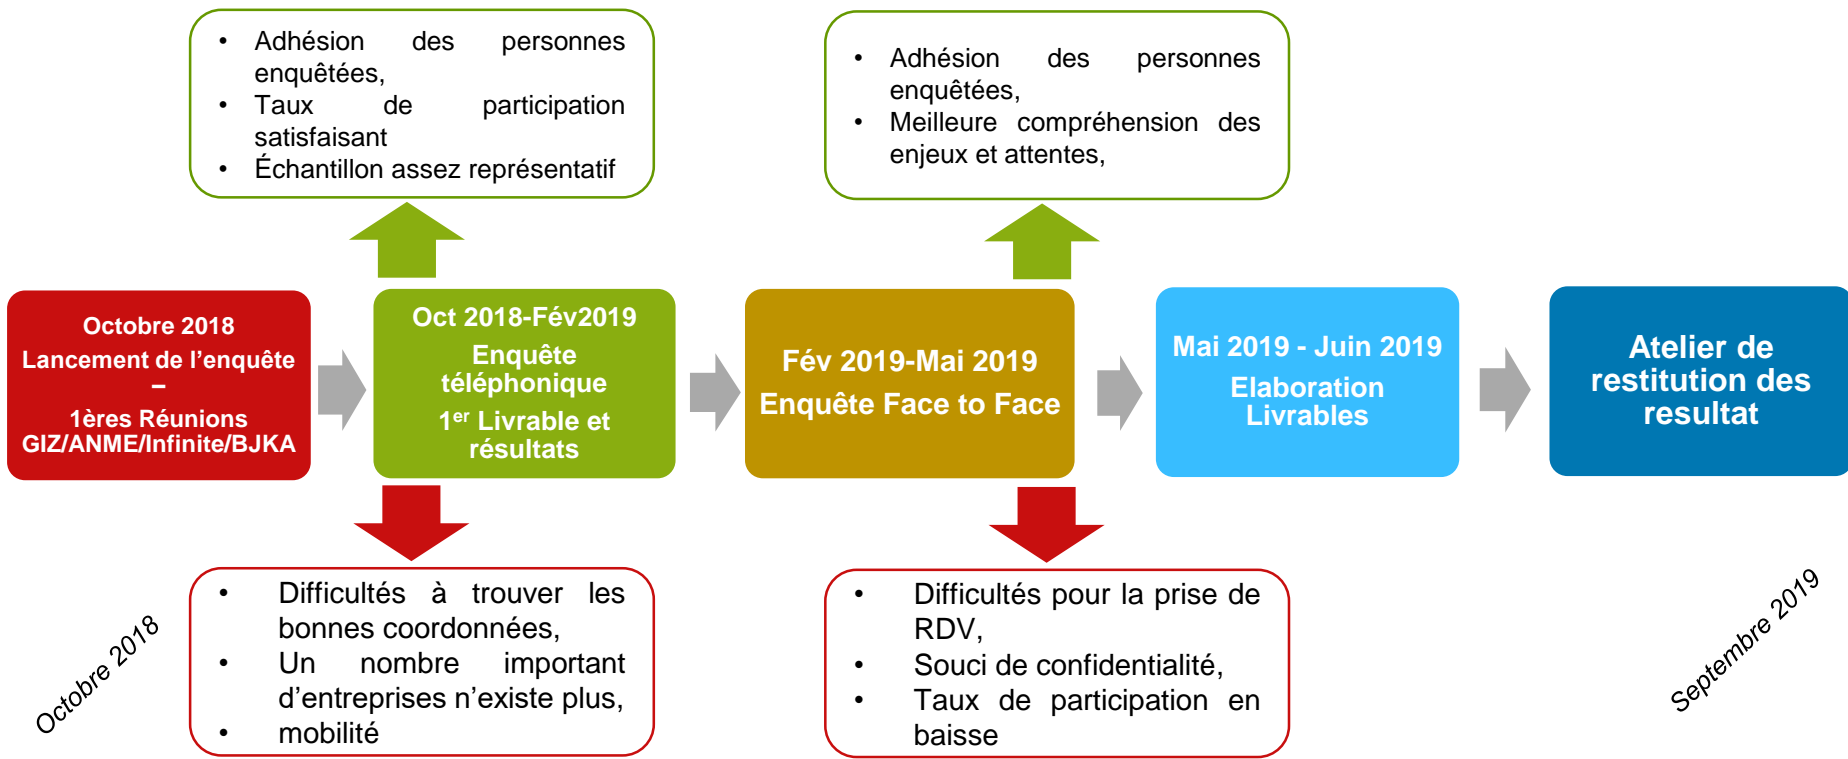 • Adhésion des personnes
enquêtées,
• Taux de participation
satisfaisant
• Échantillon assez représentatif
• Adhésion des personnes
enquêtées,
• Meilleure compréhension des
enjeux et attentes,
Octobre 2018
Lancement de l’enquête
–
1ères Réunions
GIZ/ANME/Infinite/BJKA
Oct 2018-Fév2019
Enquête
téléphonique
1er Livrable et
résultats
Fév 2019-Mai 2019
Enquête Face to Face
Mai 2019 - Juin 2019
Elaboration
Livrables
Atelier de
restitution des
resultat
• Difficultés à trouver les
bonnes coordonnées,
• Un nombre important
d’entreprises n’existe plus,
• mobilité
• Difficultés pour la prise de
RDV,
• Souci de confidentialité,
• Taux de participation en
baisse
Octobre 2018
Septembre 2019